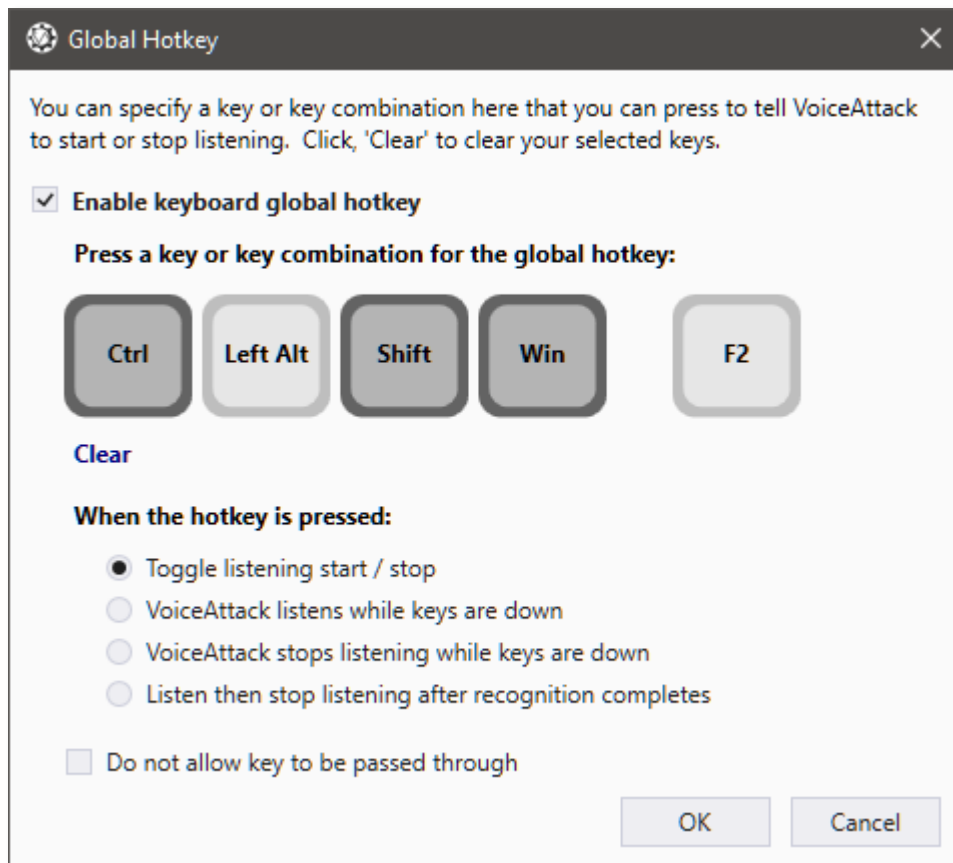 Global Hotkey
You can specify a key or key combination here that you can press to tell VoiceAttack
to start or stop listening.  Click, 'Clear' to clear your selected keys.
Enable keyboard global hotkey
Press a key or key combination for the global hotkey:
Ctrl Left Alt Shift Win F2
Clear
When the hotkey is pressed:
Toggle listening start / stop
VoiceAttack listens while keys are down
VoiceAttack stops listening while keys are down
Listen then stop listening after recognition completes
Do not allow key to be passed through
OK Cancel